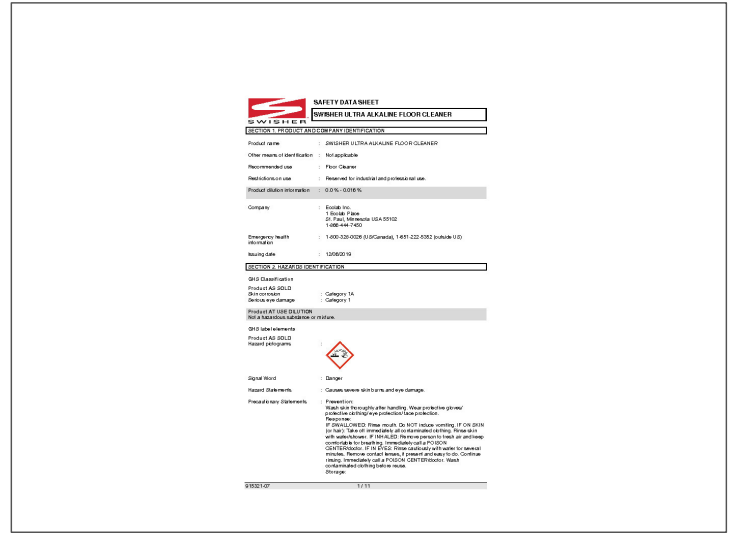 SAFETY DATA SHEET
SWISHER ULTRA ALKALINE FLOOR CLEANER
SWISHER
SECTION 1. PRODUCT AND COMPANY IDENTIFICATION
Product name : SWISHER ULTRA ALKALINE FLOOR CLEANER
Other means of identification : Not applicable
Recommended use : Floor Cleaner
Restrictions on use : Reserved for industrial and professional use.
Product dilution information : 0.0 % - 0.016 %
Company : Ecolab Inc.
1 Ecolab Place
St. Paul, Minnesota USA 55102
1-866-444-7450
Emergency health information : 1-800-328-0026 (US/Canada), 1-651-222-5352 (outside US)
Issuing date : 12/06/2019
SECTION 2. HAZARDS IDENTIFICATION
GHS Classification
Product AS SOLD
Skin corrosion : Category 1A
Serious eye damage : Category 1
Product AT USE DILUTION
Not a hazardous substance or mixture.
GHS label elements
Product AS SOLD
Hazard pictograms :
Signal Word : Danger
Hazard Statements : Causes severe skin burns and eye damage.
Precautionary Statements : Prevention:
Wash skin thoroughly after handling. Wear protective gloves/
protective clothing/ eye protection/ face protection.
Response:
IF SWALLOWED: Rinse mouth. Do NOT induce vomiting. IF ON SKIN
(or hair): Take off immediately all contaminated clothing. Rinse skin
with water/shower. IF INHALED: Remove person to fresh air and keep
comfortable for breathing. Immediately call a POISON
CENTER/doctor. IF IN EYES: Rinse cautiously with water for several
minutes. Remove contact lenses, if present and easy to do. Continue
rinsing. Immediately call a POISON CENTER/doctor. Wash
contaminated clothing before reuse.
Storage:
915321-07 1 / 11